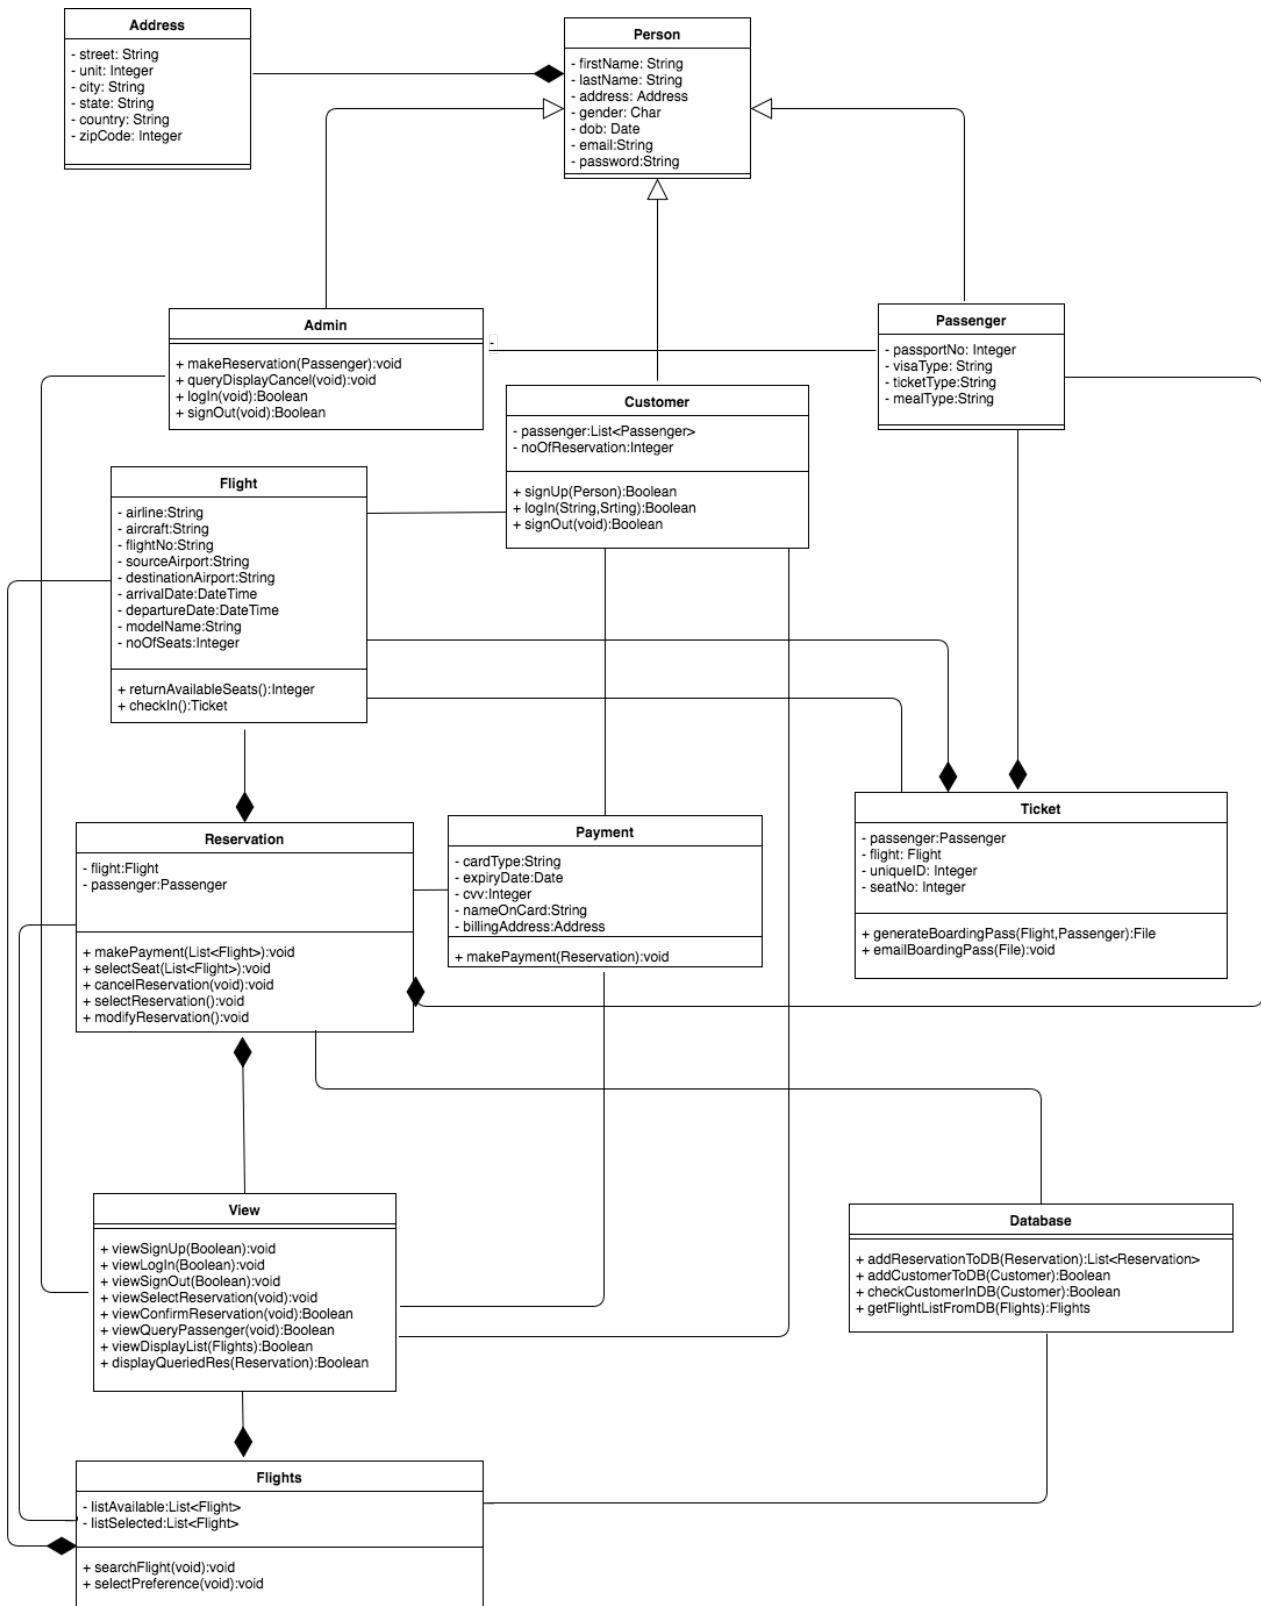 Address
- street: String
- unit: Integer
- city: String
- state: String
- country: String
- zipCode: Integer
Person
- firstName: String
- lastName: String
- address: Address
- gender: Char
- dob: Date
- email:String
- password:String
Admin
+ makeReservation(Passenger):void
+ queryDisplayCancel(void):void
+ logIn(void):Boolean
+ signOut(void):Boolean
-
Passenger
- passportNo: Integer
- visaType: String
- ticketType:String
- mealType:String
Customer
- passenger:List<Passenger>
- noOfReservation:Integer
+ signUp(Person):Boolean
+ logIn(String,Srting):Boolean
+ signOut(void):Boolean
Flight
- airline:String
- aircraft:String
- flightNo:String
- sourceAirport:String
- destinationAirport:String
- arrivalDate:DateTime
- departureDate:DateTime
- modelName:String
- noOfSeats:Integer
+ returnAvailableSeats():Integer
+ checkIn():Ticket
Reservation
- flight:Flight
- passenger:Passenger
+ makePayment(List<Flight>):void
+ selectSeat(List<Flight>):void
+ cancelReservation(void):void
+ selectReservation():void
+ modifyReservation():void
Payment
- cardType:String
- expiryDate:Date
- cvv:Integer
- nameOnCard:String
- billingAddress:Address
+ makePayment(Reservation):void
Ticket
- passenger:Passenger
- flight: Flight
- uniqueID: Integer
- seatNo: Integer
+ generateBoardingPass(Flight,Passenger):File
+ emailBoardingPass(File):void
View
+ viewSignUp(Boolean):void
+ viewLogIn(Boolean):void
+ viewSignOut(Boolean):void
+ viewSelectReservation(void):void
+ viewConfirmReservation(void):Boolean
+ viewQueryPassenger(void):Boolean
+ viewDisplayList(Flights):Boolean
+ displayQueriedRes(Reservation):Boolean
Database
+ addReservationToDB(Reservation):List<Reservation>
+ addCustomerToDB(Customer):Boolean
+ checkCustomerInDB(Customer):Boolean
+ getFlightListFromDB(Flights):Flights
Flights
- listAvailable:List<Flight>
- listSelected:List<Flight>
+ searchFlight(void):void
+ selectPreference(void):void